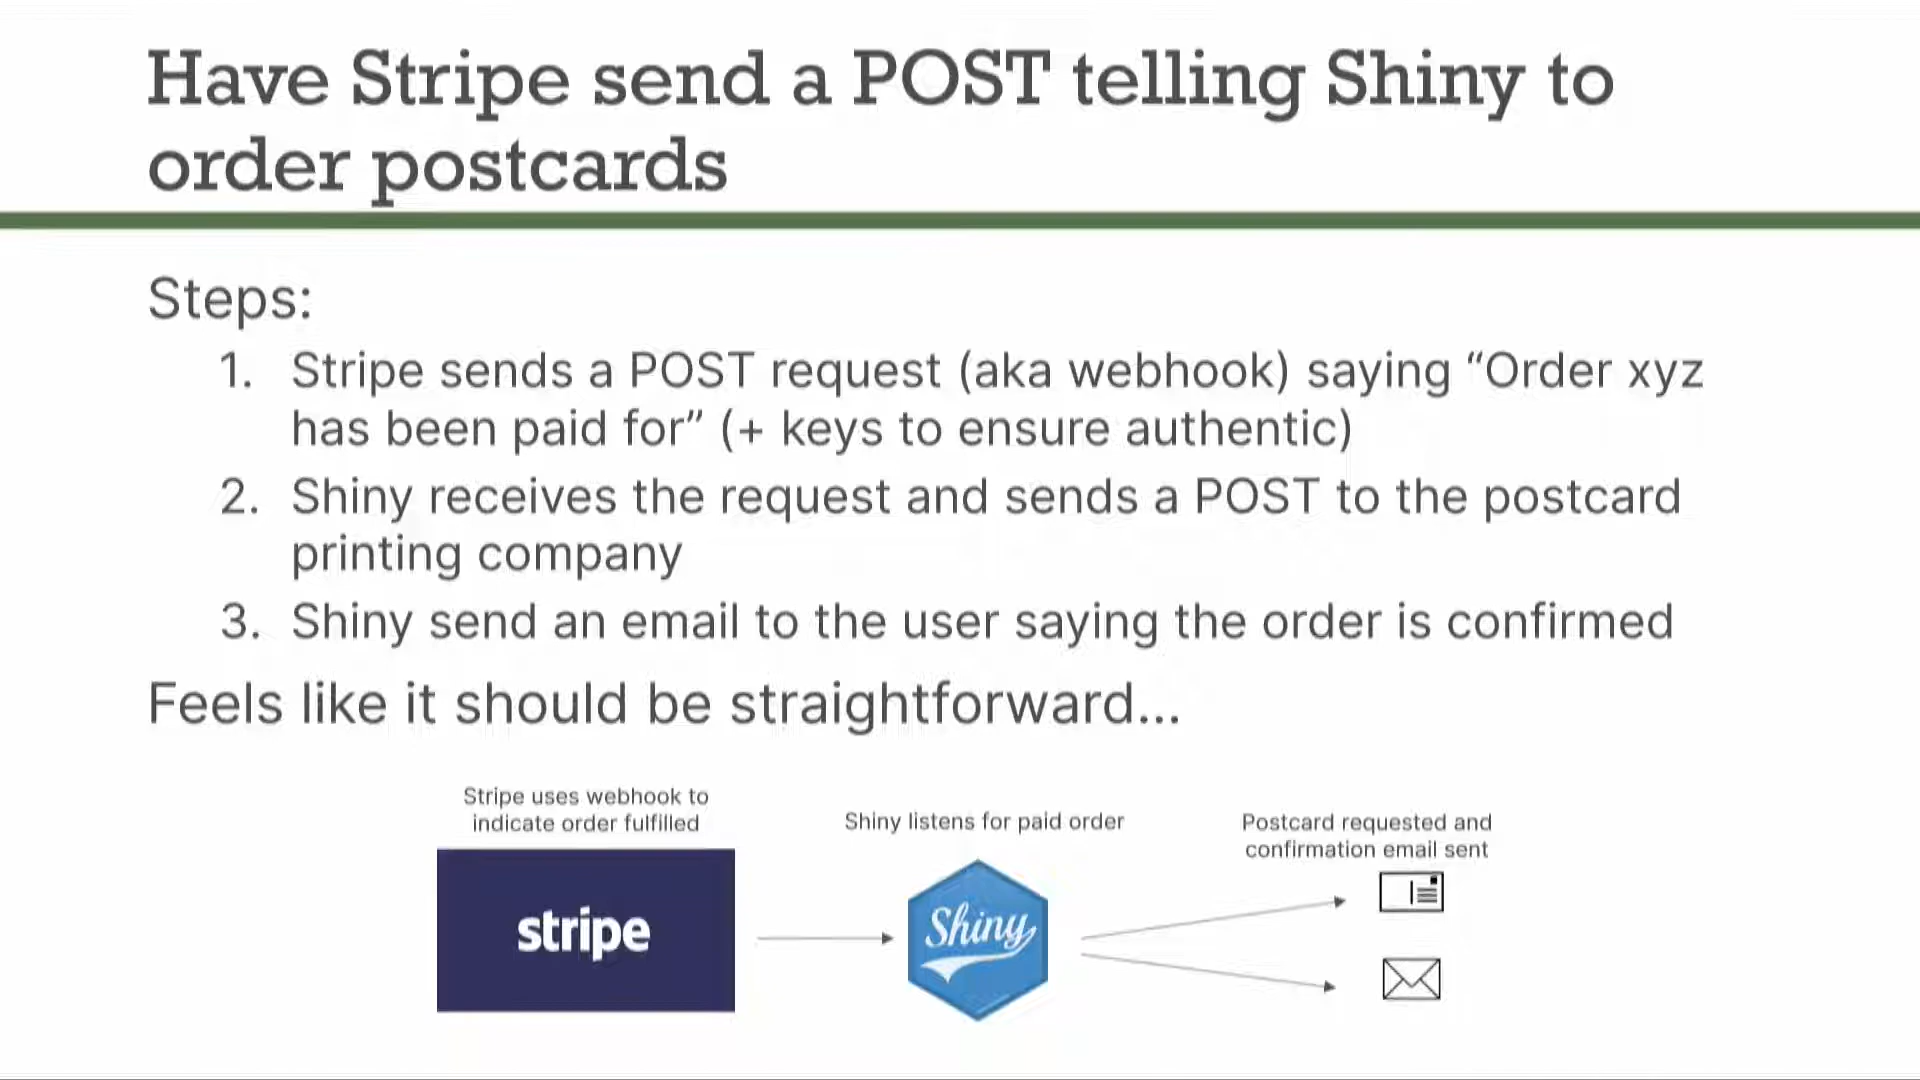 Have Stripe send a POST telling Shiny to
order postcards
Steps:
1. Stripe sends a POST request (aka webhook) saying “Order xyz
has been paid for” (+ keys to ensure authentic)
2. Shiny receives the request and sends a POST to the postcard
printing company
3. Shiny send an email to the user saying the order is confirmed
Feels like it should be straightforward...
Stripe uses webhook to
indicate order fulfilled
stripe
Shiny listens for paid order
Shiny
Postcard requested and
confirmation email sent